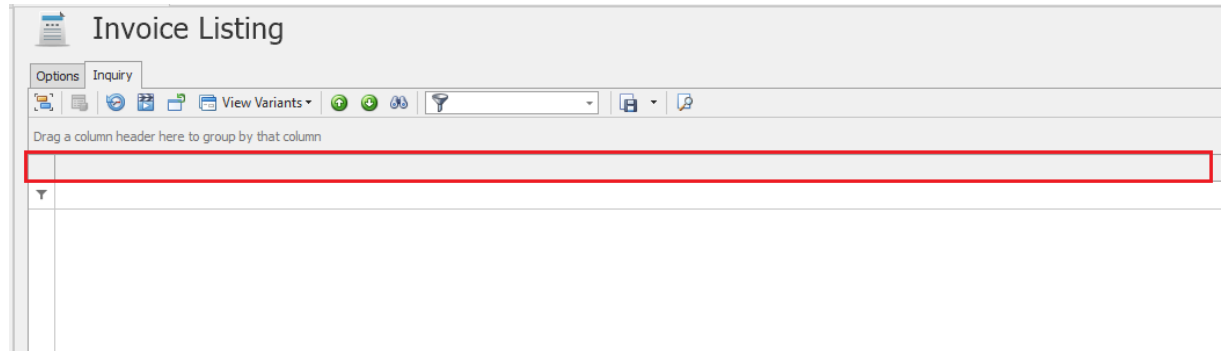 Invoice Listing
Options Inquiry
View Variants
Drag a column header here to group by that column